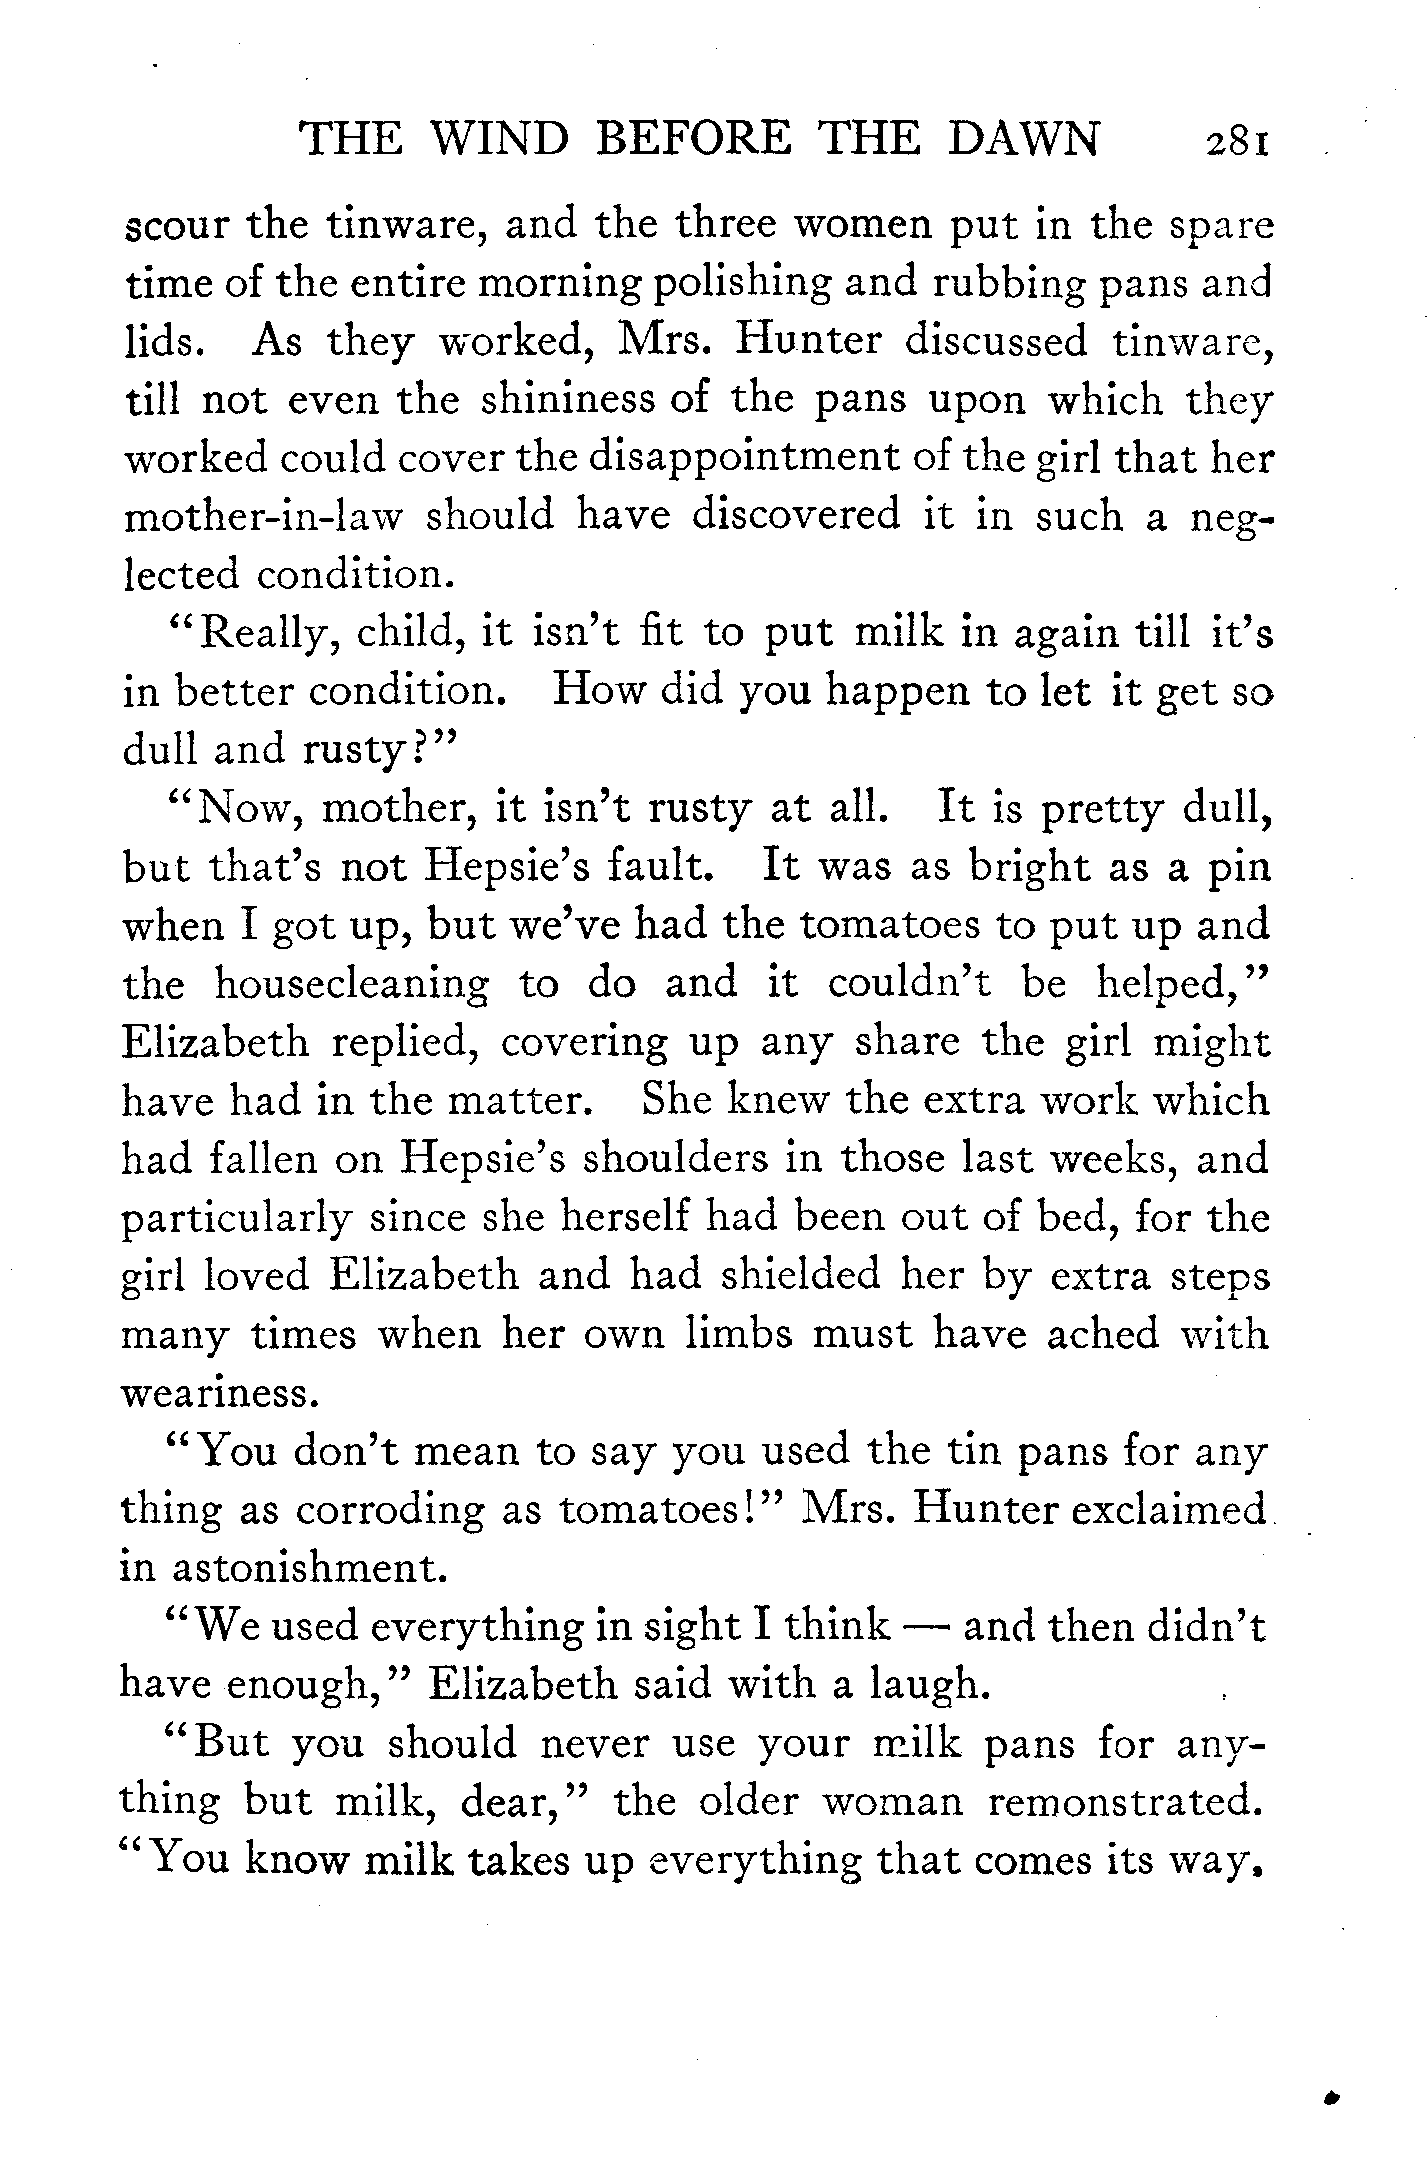 THE WIND BEFORE THE DAWN 281
scour the tinware, and the three women put in the spare
time of the entire morning polishing and rubbing pans and
lids. As they worked, Mrs. Hunter discussed tinware,
till not even the shininess of the pans upon which they
worked could cover the disappointment of the girl that her
mother-in-law should have discovered it in such a neg-
lected condition.
“Really, child, it isn’t fit to put milk in again till it’s
in better condition. How did you happen to let it get so
dull and rusty?”
“Now, mother, it isn’t rusty at all. It is pretty dull,
but that’s not Hepsie’s fault. It was as bright as a pin
when I got up, but we’ve had the tomatoes to put up and
the housecleaning to do and it couldn’t be helped,”
Elizabeth replied, covering up any share the girl might
have had in the matter. She knew the extra work which
had fallen on Hepsie’s shoulders in those last weeks, and
particularly since she herself had been out of bed, for the
girl loved Elizabeth and had shielded her by extra steps
many times when her own limbs must have ached with
weariness.
“You don’t mean to say you used the tin pans for any
thing as corroding as tomatoes!” Mrs. Hunter exclaimed
in astonishment.
“We used everything in sight I think — and then didn’t
have enough,” Elizabeth said with a laugh.
“But you should never use your milk pans for any-
thing but milk, dear,” the older woman remonstrated.
“You know milk takes up everything that comes its way.